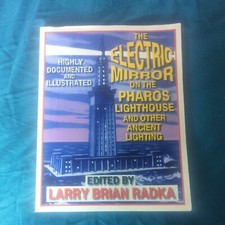 THE
ELECTRIC
MIRROR
ON THE
PHAROS
LIGHTHOUSE
AND OTHER
ANCIENT
LIGHTING
HIGHLY
DOCUMENTED
AND
ILLUSTRATED
EDITED BY
LARRY BRIAN RADKA